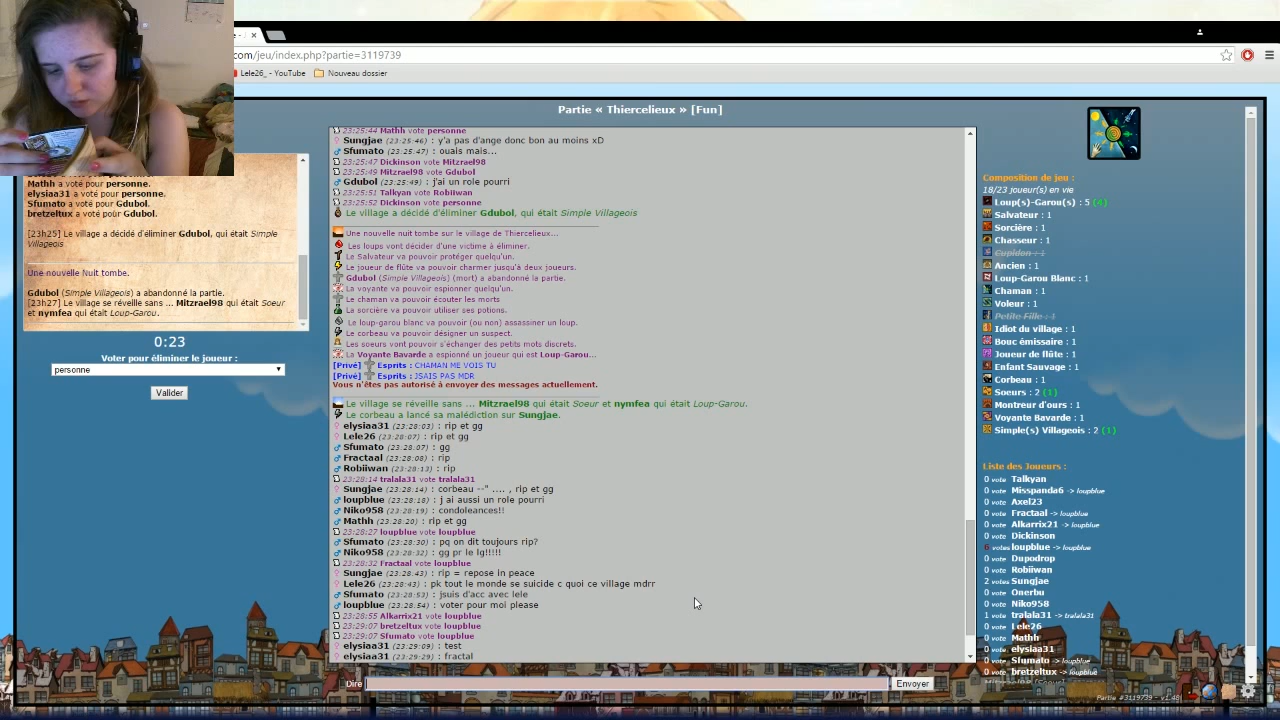 .com/jeu/index.php?partie=3119739
Lele26_ - YouTube
Nouveau dossier
Partie « Thiercelieux » [Fun]
Mathh a voté pour personne.
elysiaa31 a voté pour personne.
Sfumato a voté pour Gdubol.
bretzeltux a voté pour Gdubol.
[23h25] Le village a décidé d'éliminer Gdubol, qui était Simple
Villageois
Une nouvelle Nuit tombe.
Gdubol (Simple Villageois) a abandonné la partie.
[23h27] Le village se réveille sans ... Mitzrael98 qui était Soeur
et nymfea qui était Loup-Garou.
0:23
Voter pour éliminer le joueur :
personne
Valider
23:25:44 Mathh vote personne
Sungjae (23:25:46) : y'a pas d'ange donc bon au moins xD
Sfumato (23:25:47) : ouais mais...
23:25:47 Dickinson vote Mitzrael98
23:25:49 Mitzrael98 vote Gdubol
Gdubol (23:25:49) : j'ai un role pourri
23:25:51 Talkyan vote Robiiwan
23:25:52 Dickinson vote personne
Le village a décidé d'éliminer Gdubol, qui était Simple Villageois
Une nouvelle nuit tombe sur le village de Thiercelieux...
Les loups vont décider d'une victime à éliminer.
Le Salvateur va pouvoir protéger quelqu'un.
Le joueur de flûte va pouvoir charmer jusqu'à deux joueurs.
Gdubol (Simple Villageois) (mort) a abandonné la partie.
La voyante va pouvoir espionner quelqu'un.
Le chaman va pouvoir écouter les morts
La sorcière va pouvoir utiliser ses potions.
Le loup-garou blanc va pouvoir (ou non) assassiner un loup.
Le corbeau va pouvoir désigner un suspect.
Les soeurs vont pouvoir s'échanger des petits mots discrets.
La Voyante Bavarde a espionné un joueur qui est Loup-Garou...
[Privé] Esprits : CHAMAN ME VOIS TU
[Privé] Esprits : JSAIS PAS MDR
Vous n'êtes pas autorisé à envoyer des messages actuellement.
Le village se réveille sans ... Mitzrael98 qui était Soeur et nymfea qui était Loup-Garou.
Le corbeau a lancé sa malédiction sur Sungjae.
elysiaa31 (23:28:03) : rip et gg
Lele26 (23:28:07) : rip et gg
Sfumato (23:28:07) : gg
Fractaal (23:28:08) : rip
Robiiwan (23:28:13) : rip
23:28:14 tralala31 vote tralala31
Sungjae (23:28:14) : corbeau --" .... , rip et gg
loupblue (23:28:18) : j ai aussi un role pourri
Niko958 (23:28:19) : condoleances!!
Mathh (23:28:20) : rip et gg
23:28:27 loupblue vote loupblue
Sfumato (23:28:30) : pq on dit toujours rip?
Niko958 (23:28:32) : gg pr le lg!!!!!
23:28:32 Fractaal vote loupblue
Sungjae (23:28:43) : rip = repose in peace
Lele26 (23:28:43) : pk tout le monde se suicide c quoi ce village mdrr
Sfumato (23:28:53) : jsuis d'acc avec lele
loupblue (23:28:54) : voter pour moi please
23:28:55 Alkarrix21 vote loupblue
23:29:07 bretzeltux vote loupblue
23:29:07 Sfumato vote loupblue
elysiaa31 (23:29:09) : test
elysiaa31 (23:29:29) : fractal
Dire
Envoyer
Composition de jeu :
18/23 joueur(s) en vie
Loup(s)-Garou(s) : 5 (4)
Salvateur : 1
Sorcière : 1
Chasseur : 1
Cupidon : 1
Ancien : 1
Loup-Garou Blanc : 1
Chaman : 1
Voleur : 1
Petite Fille : 1
Idiot du village : 1
Bouc émissaire : 1
Joueur de flûte : 1
Enfant Sauvage : 1
Corbeau : 1
Soeurs : 2 (1)
Montreur d'ours : 1
Voyante Bavarde : 1
Simple(s) Villageois : 2 (1)
Liste des Joueurs :
0 vote Talkyan
0 vote Misspanda6 -> loupblue
0 vote Axel23
0 vote Fractaal -> loupblue
0 vote Alkarrix21 -> loupblue
0 vote Dickinson
6 votes loupblue -> loupblue
0 vote Dupodrop
0 vote Robiiwan
2 votes Sungjae
0 vote Onerbu
0 vote Niko958
1 vote tralala31 -> tralala31
0 vote Lele26
0 vote Mathh
0 vote elysiaa31
0 vote Sfumato -> loupblue
0 vote bretzeltux -> loupblue
Partie #3119739 - v1.48